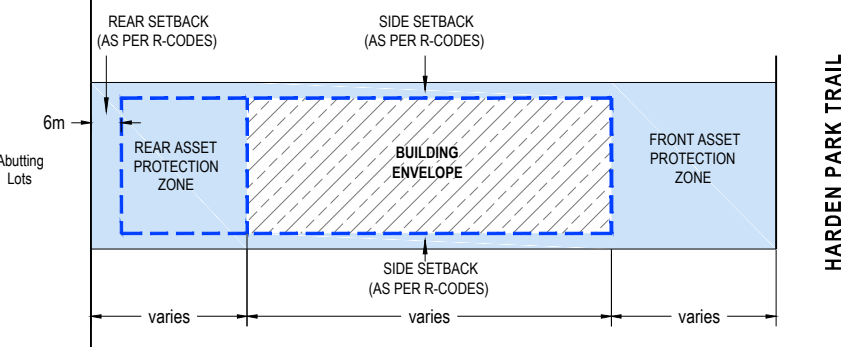 REAR SETBACK
(AS PER R-CODES)
SIDE SETBACK
(AS PER R-CODES)
6m
Abutting
Lots
REAR ASSET
PROTECTION
ZONE
BUILDING
ENVELOPE
FRONT ASSET
PROTECTION
ZONE
HARDEN PARK TRAIL
SIDE SETBACK
(AS PER R-CODES)
varies
varies
varies